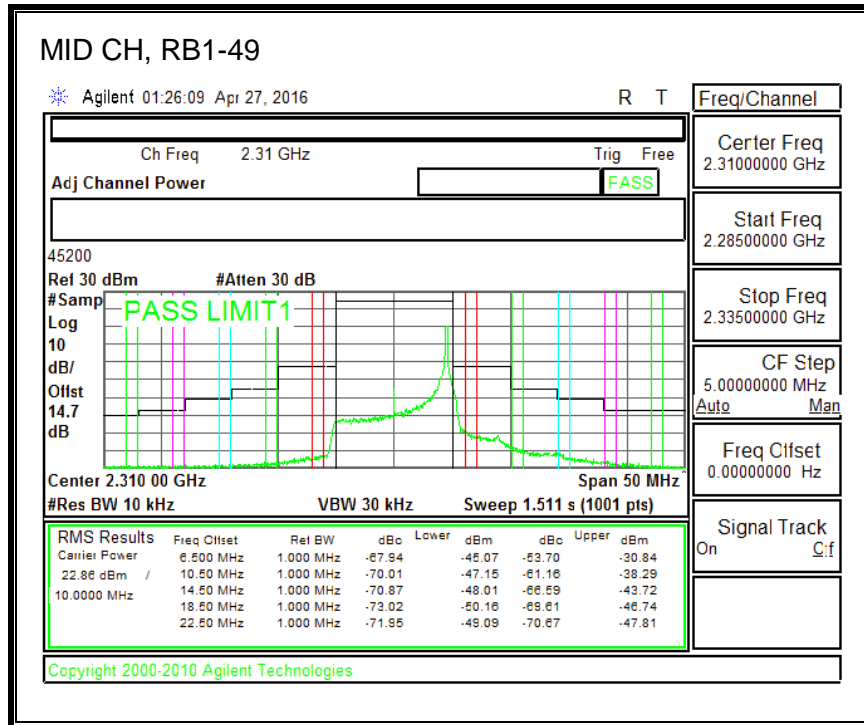 MID CH, RB1-49
Agilent 01:26:09 Apr 27, 2016 R T
Freq/Channel
Ch Freq 2.31 GHz Trig Free
Adj Channel Power PASS
Center Freq
2.31000000 GHz
Start Freq
2.28500000 GHz
Stop Freq
2.33500000 GHz
CF Step
5.00000000 MHz
Auto Man
Freq Offset
0.00000000 Hz
Signal Track
On Off
45200
Ref 30 dBm #Atten 30 dB
#Samp
Log
10
dB/
Offst
14.7
dB
PASS LIMIT1
Center 2.310 00 GHz Span 50 MHz
#Res BW 10 kHz VBW 30 kHz Sweep 1.511 s (1001 pts)
RMS Results Freq Offset Ref BW dBc Lower dBm dBc Upper dBm
Carrier Power 6.500 MHz 1.000 MHz -67.94 -45.07 -53.70 -30.84
22.86 dBm / 10.50 MHz 1.000 MHz -70.01 -47.15 -61.16 -38.29
10.0000 MHz 14.50 MHz 1.000 MHz -70.87 -48.01 -66.59 -43.72
18.50 MHz 1.000 MHz -73.02 -50.16 -69.61 -46.74
22.50 MHz 1.000 MHz -71.95 -49.09 -70.67 -47.81
Copyright 2000-2010 Agilent Technologies